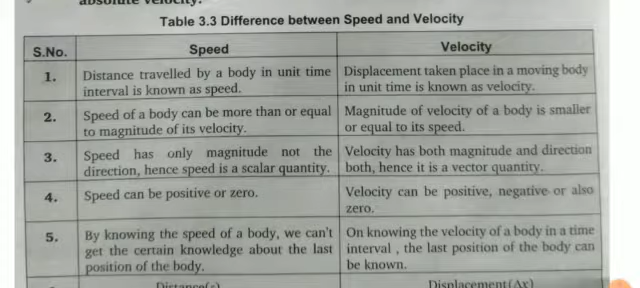 absolute velocity.
Table 3.3 Difference between Speed and Velocity
S.No. Speed Velocity
1. Distance travelled by a body in unit time Displacement taken place in a moving body
interval is known as speed. in unit time is known as velocity.
2. Speed of a body can be more than or equal Magnitude of velocity of a body is smaller
to magnitude of its velocity. or equal to its speed.
3. Speed has only magnitude not the Velocity has both magnitude and direction
direction, hence speed is a scalar quantity. both, hence it is a vector quantity.
4. Speed can be positive or zero. Velocity can be positive, negative or also
zero.
5. By knowing the speed of a body, we can't On knowing the velocity of a body in a time
get the certain knowledge about the last interval , the last position of the body can
position of the body. be known.
Distance(s) Displacement(Δx)